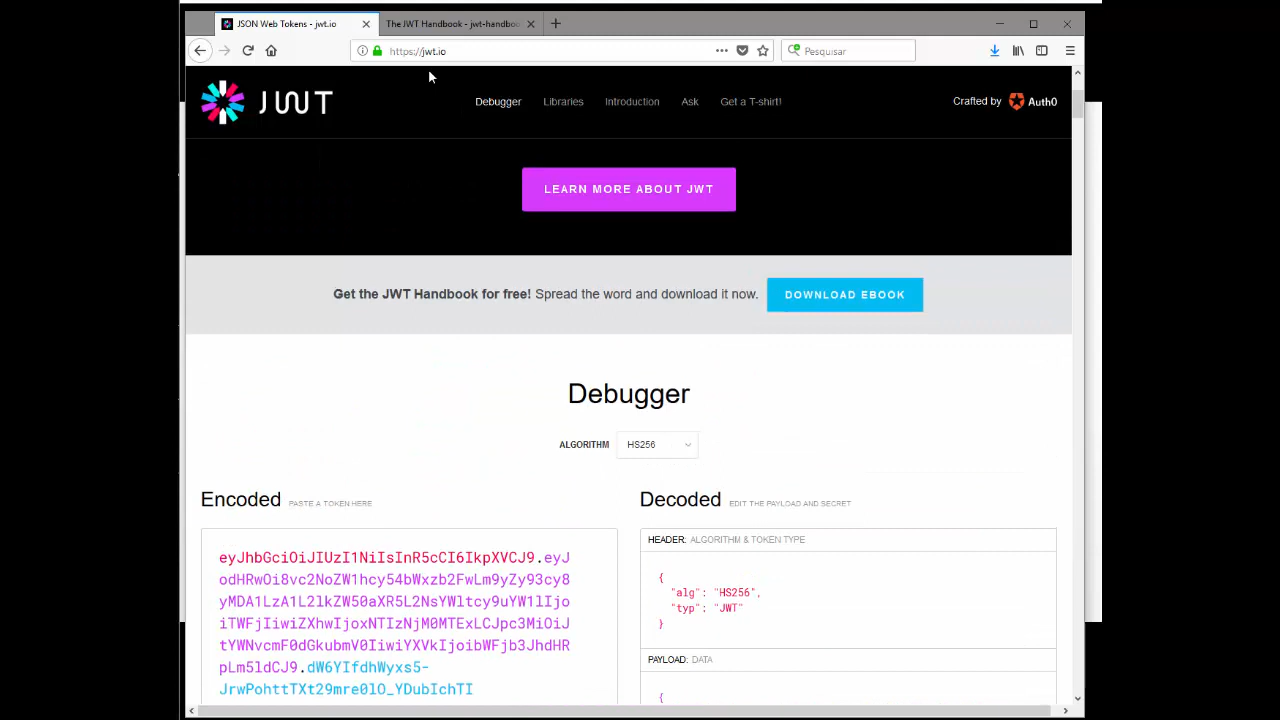 JSON Web Tokens - jwt.io
The JWT Handbook - jwt-handboo
https://jwt.io
Pesquisar
JWT
Debugger
Libraries
Introduction
Ask
Get a T-shirt!
Crafted by Auth0
LEARN MORE ABOUT JWT
Get the JWT Handbook for free! Spread the word and download it now.
DOWNLOAD EBOOK
Debugger
ALGORITHM HS256
Encoded PASTE A TOKEN HERE
eyJhbGciOiJIUzI1NiIsInR5cCI6IkpXVCJ9.eyJ
odHRwOi8vc2NoZW1hcy54bWxzb2FwLm9yZy93cy8
yMDA1LzA1L2lkZW50aXR5L2NsYWltcy9uYW1lIjo
iTWFjIiwiZXhwIjoxNTIzNjM0MTExLCJpc3MiOiJ
tYWNvcmF0dGkubmV0IiwiYXVkIjoibWFjb3JhdHR
pLm5ldCJ9.dW6YIfdhWyxs5-
JrwPohttTXt29mre0lO_YDubIchTI
Decoded EDIT THE PAYLOAD AND SECRET
HEADER: ALGORITHM & TOKEN TYPE
{
"alg": "HS256",
"typ": "JWT"
}
PAYLOAD: DATA
{